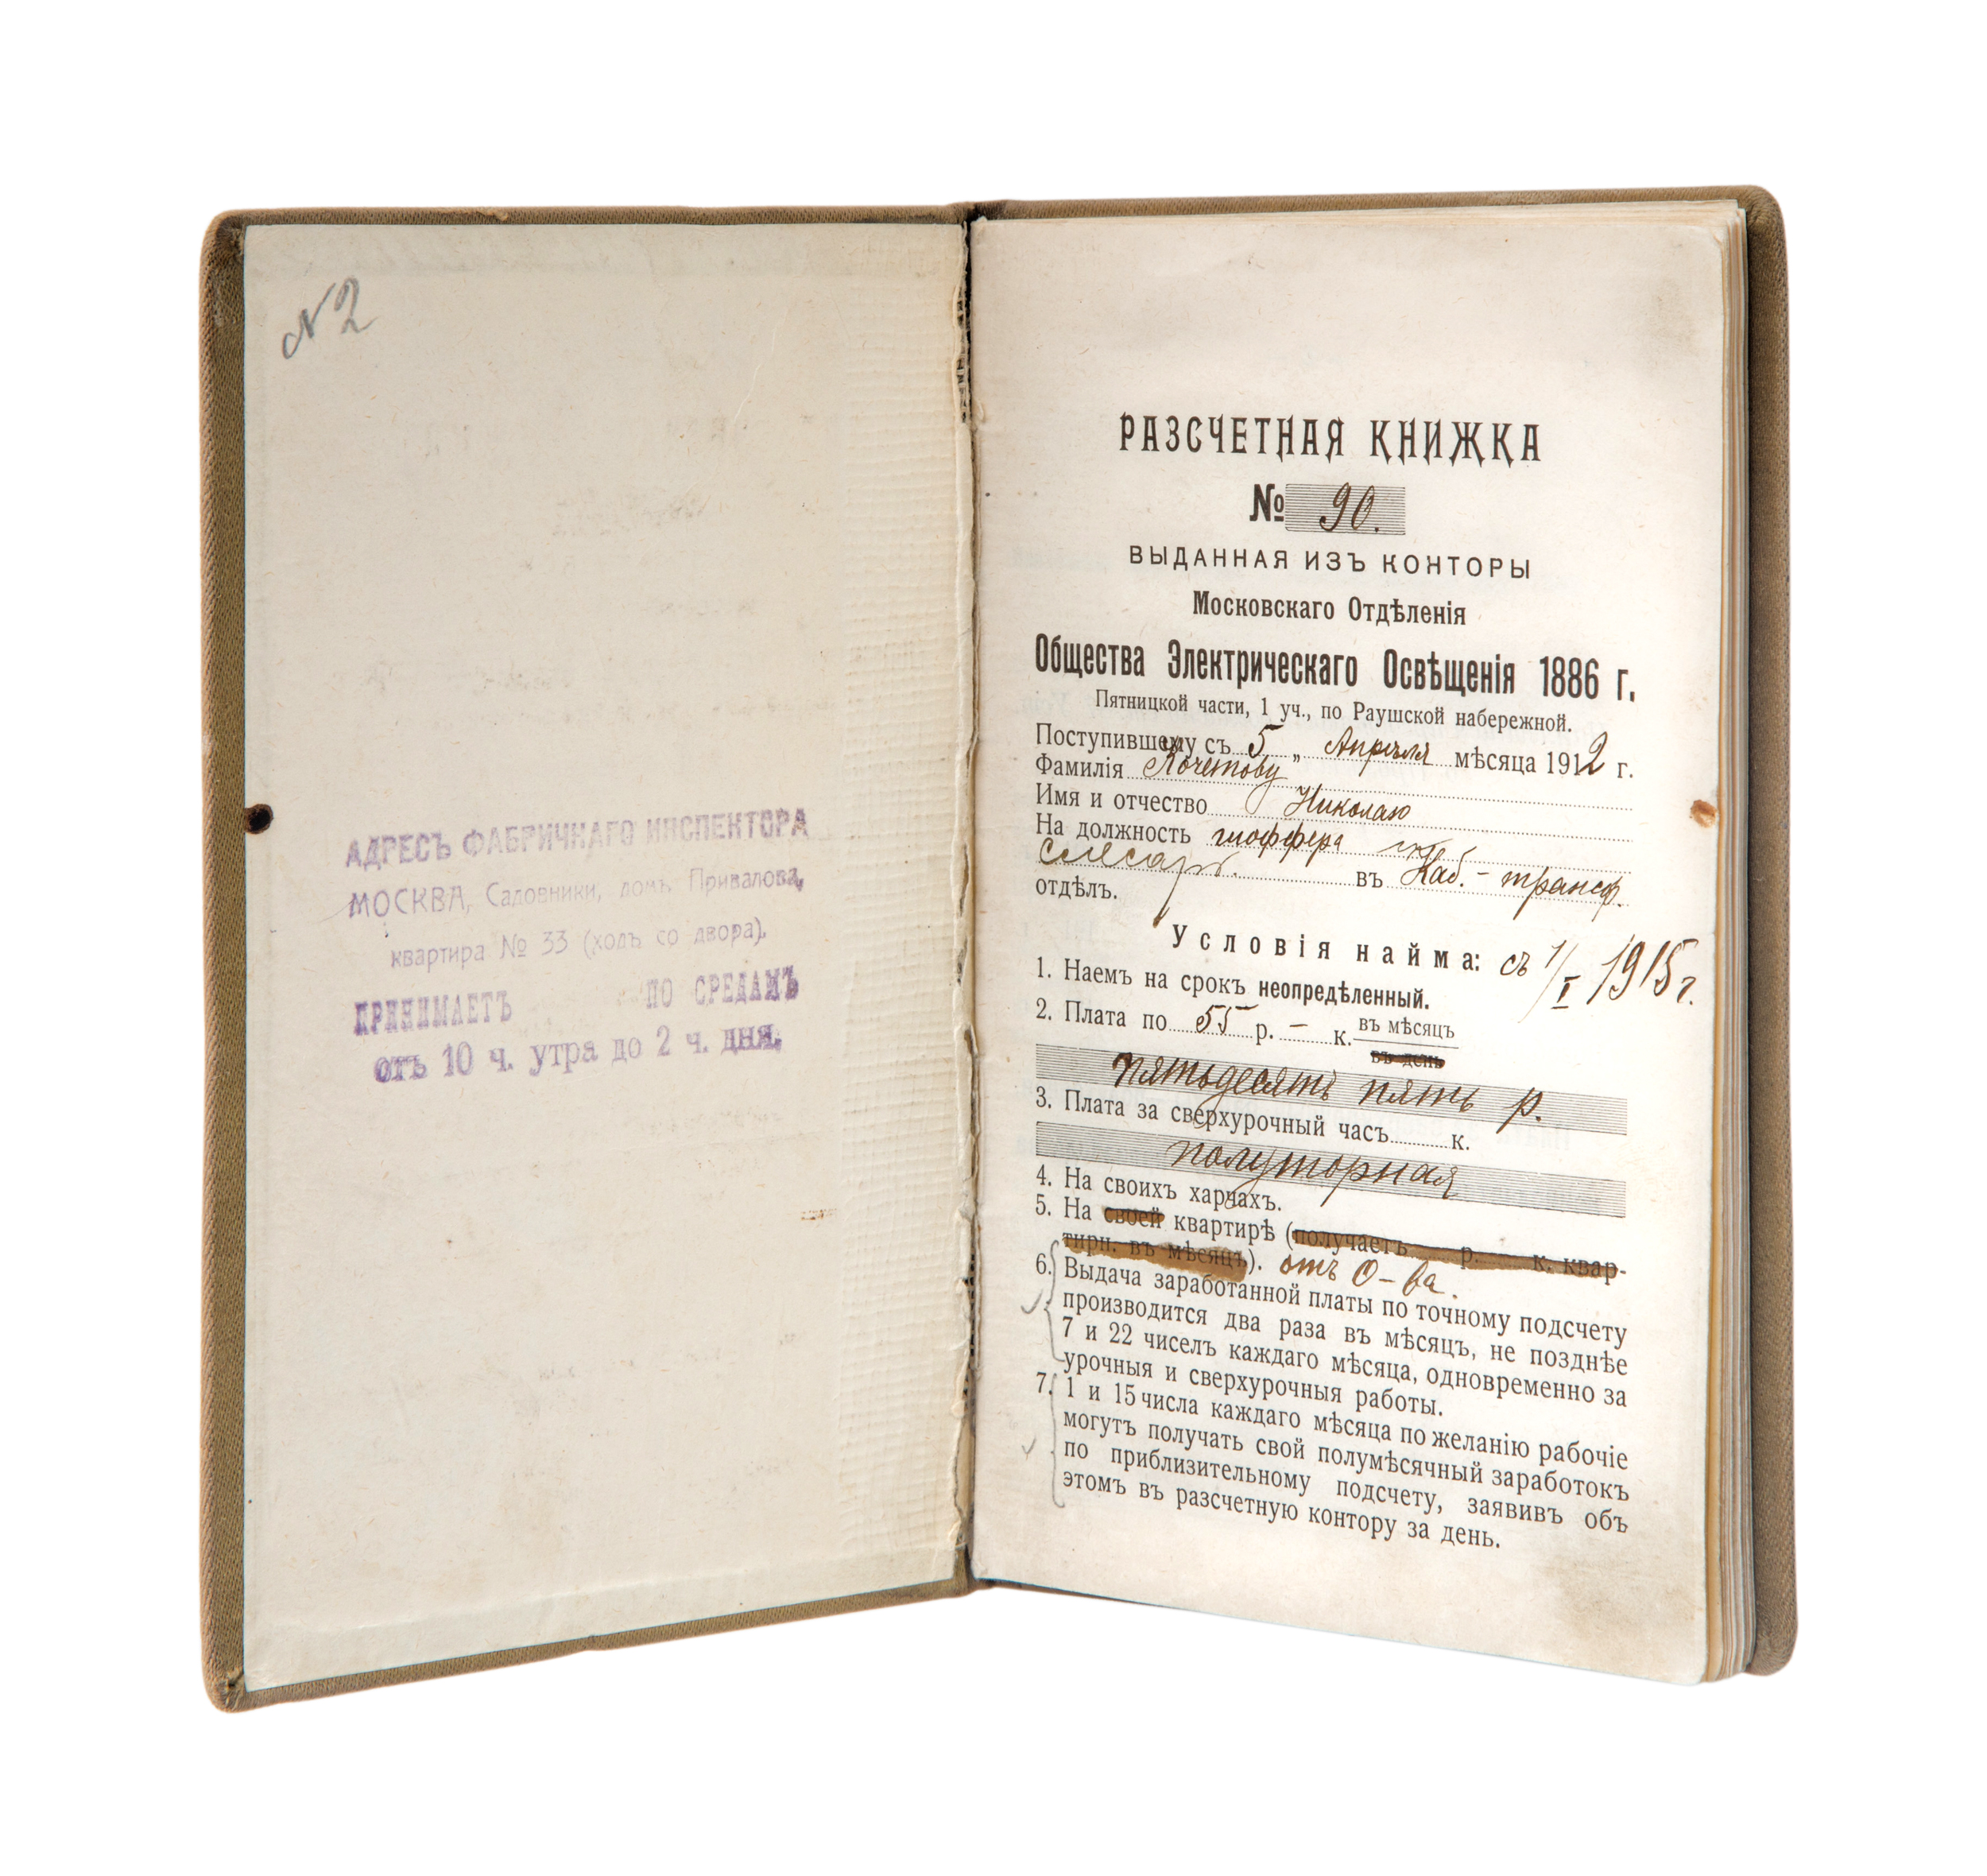 № 2
АДРЕСЪ ФАБРИЧНАГО ИНСПЕКТОРА
МОСКВА, Садовники, домъ Привалова,
квартира № 33 (ходъ со двора).
ПРИНИМАЕТЪ ПО СРЕДАМЪ
отъ 10 ч. утра до 2 ч. дня.
РАЗСЧЕТНАЯ КНИЖКА
№ 90.
ВЫДАННАЯ ИЗЪ КОНТОРЫ
Московскаго Отдѣленія
Общества Электрическаго Освѣщенія 1886 г.
Пятницкой части, 1 уч., по Раушской набережной.
Поступившему съ 5 „ Апрѣля мѣсяца 1912 г.
Фамилія Кочетову
Имя и отчество Николаю
На должность шоффера
слесарь. въ Каб.-трансф.
отдѣлъ.
Условія найма: съ 1/I 1915 г.
1. Наемъ на срокъ неопредѣленный.
2. Плата по 55 р. – к. въ мѣсяцъ
въ день
пятьдесятъ пять р.
3. Плата за сверхурочный часъ к.
полуторная
4. На своихъ харчахъ.
5. На своей квартирѣ (получаетъ р. к. квар-
тирн. въ мѣсяцъ). отъ О-ва.
6. Выдача заработанной платы по точному подсчету
производится два раза въ мѣсяцъ, не позднѣе
7 и 22 чиселъ каждаго мѣсяца, одновременно за
урочныя и сверхурочныя работы.
7. 1 и 15 числа каждаго мѣсяца по желанію рабочіе
могутъ получать свой полумѣсячный заработокъ
по приблизительному подсчету, заявивъ объ
этомъ въ разсчетную контору за день.